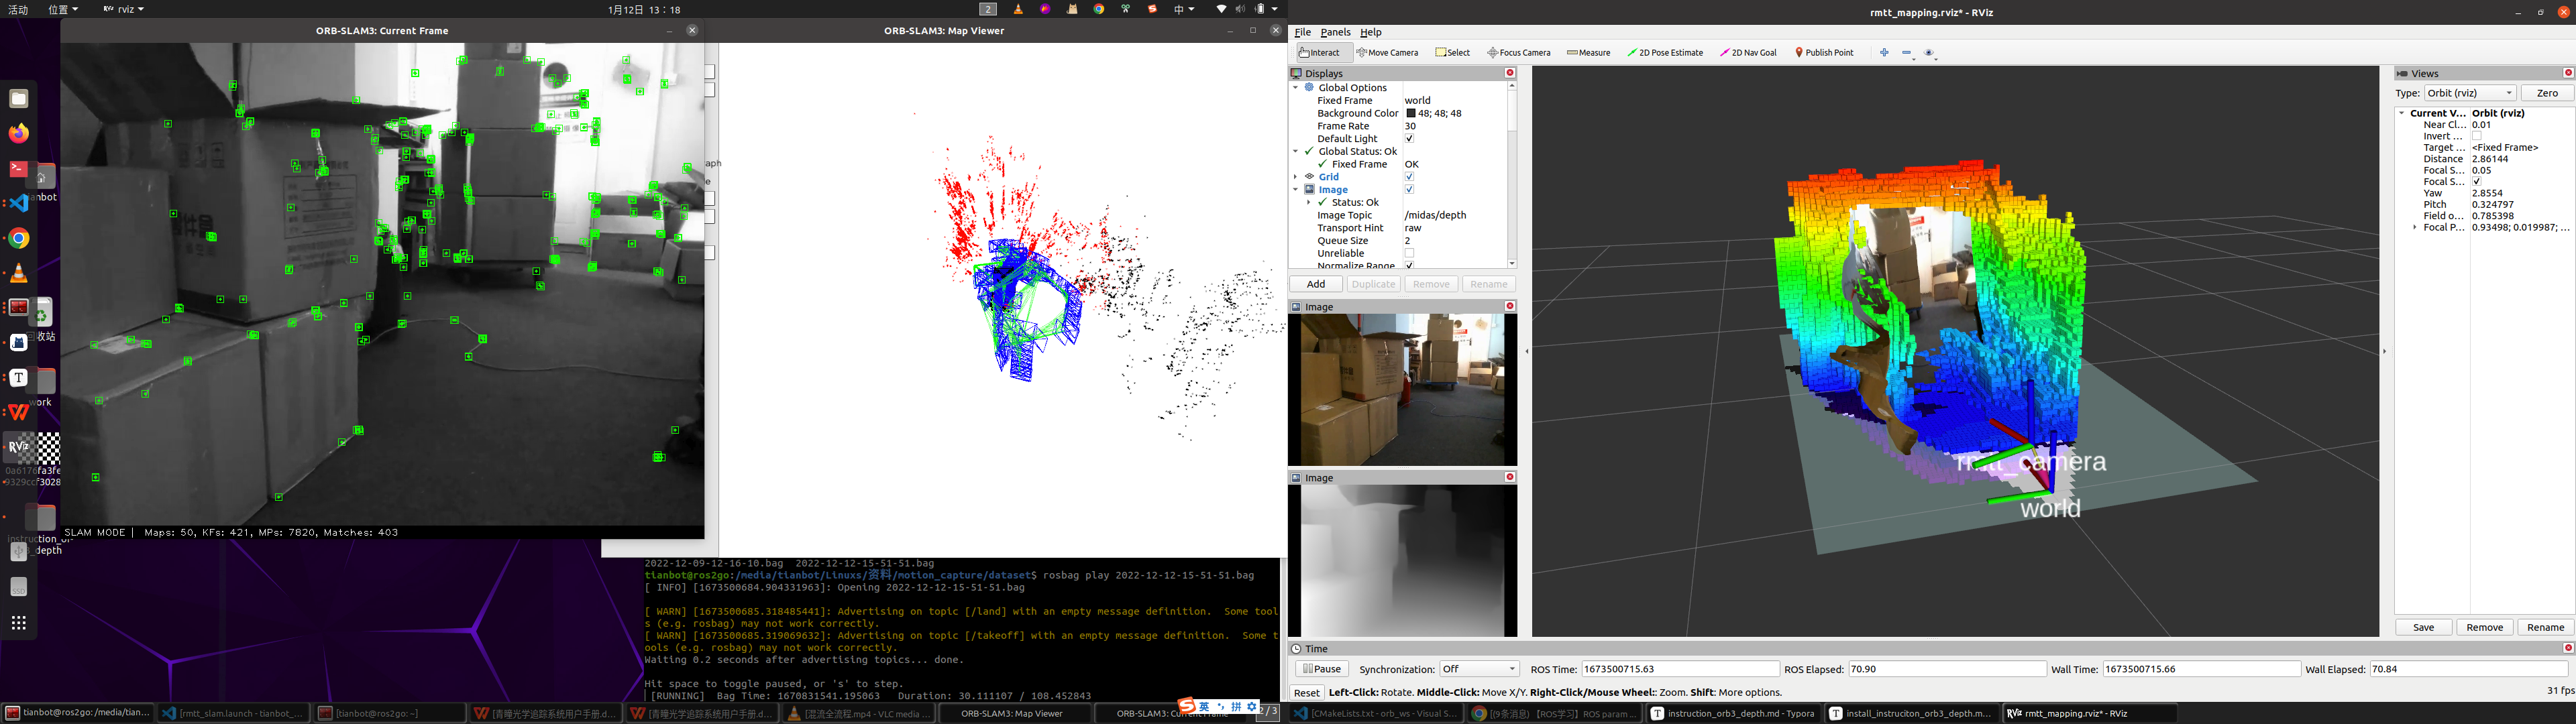 活动
位置
rviz
1月12日 13：18
2
中
ORB-SLAM3: Current Frame
ORB-SLAM3: Map Viewer
SLAM MODE | Maps: 50, KFs: 421, MPs: 7820, Matches: 403
2022-12-09-12-16-10.bag 2022-12-12-15-51-51.bag
tianbot@ros2go:/media/tianbot/Linuxs/资料/motion_capture/dataset$ rosbag play 2022-12-12-15-51-51.bag
[ INFO] [1673500684.904331963]: Opening 2022-12-12-15-51-51.bag
[ WARN] [1673500685.318485441]: Advertising on topic [/land] with an empty message definition. Some tool
s (e.g. rosbag) may not work correctly.
[ WARN] [1673500685.319069632]: Advertising on topic [/takeoff] with an empty message definition. Some t
ools (e.g. rosbag) may not work correctly.
Waiting 0.2 seconds after advertising topics... done.
Hit space to toggle paused, or 's' to step.
[RUNNING] Bag Time: 1670831541.195063 Duration: 30.111107 / 108.452843
英 拼
2 / 3
tianbot@ros2go: /media/tian...
[rmtt_slam.launch - tianbot_...
[tianbot@ros2go: ~]
[青瞳光学追踪系统用户手册.d...
[青瞳光学追踪系统用户手册.d...
[混流全流程.mp4 - VLC media ...
ORB-SLAM3: Map Viewer
rmtt_mapping.rviz* - RViz
File Panels Help
Interact
Move Camera
Select
Focus Camera
Measure
2D Pose Estimate
2D Nav Goal
Publish Point
Displays
Global Options
Fixed Frame world
Background Color 48; 48; 48
Frame Rate 30
Default Light
Global Status: Ok
Fixed Frame OK
Grid
Image
Status: Ok
Image Topic /midas/depth
Transport Hint raw
Queue Size 2
Unreliable
Normalize Range
Add Duplicate Remove Rename
Image
Image
rmtt_camera
world
Views
Type: Orbit (rviz) Zero
Current V... Orbit (rviz)
Near Cl... 0.01
Invert ...
Target ... <Fixed Frame>
Distance 2.86144
Focal S... 0.05
Focal S...
Yaw 2.8554
Pitch 0.324797
Field o... 0.785398
Focal P... 0.93498; 0.019987; ...
Save Remove Rename
Time
Pause Synchronization: Off ROS Time: 1673500715.63 ROS Elapsed: 70.90 Wall Time: 1673500715.66 Wall Elapsed: 70.84
Reset Left-Click: Rotate. Middle-Click: Move X/Y. Right-Click/Mouse Wheel:: Zoom. Shift: More options.
31 fps
[CMakeLists.txt - orb_ws - Visual S...
[(9条消息) 【ROS学习】ROS param ...
instruction_orb3_depth.md - Typora
install_instruciton_orb3_depth.m...
rmtt_mapping.rviz* - RViz